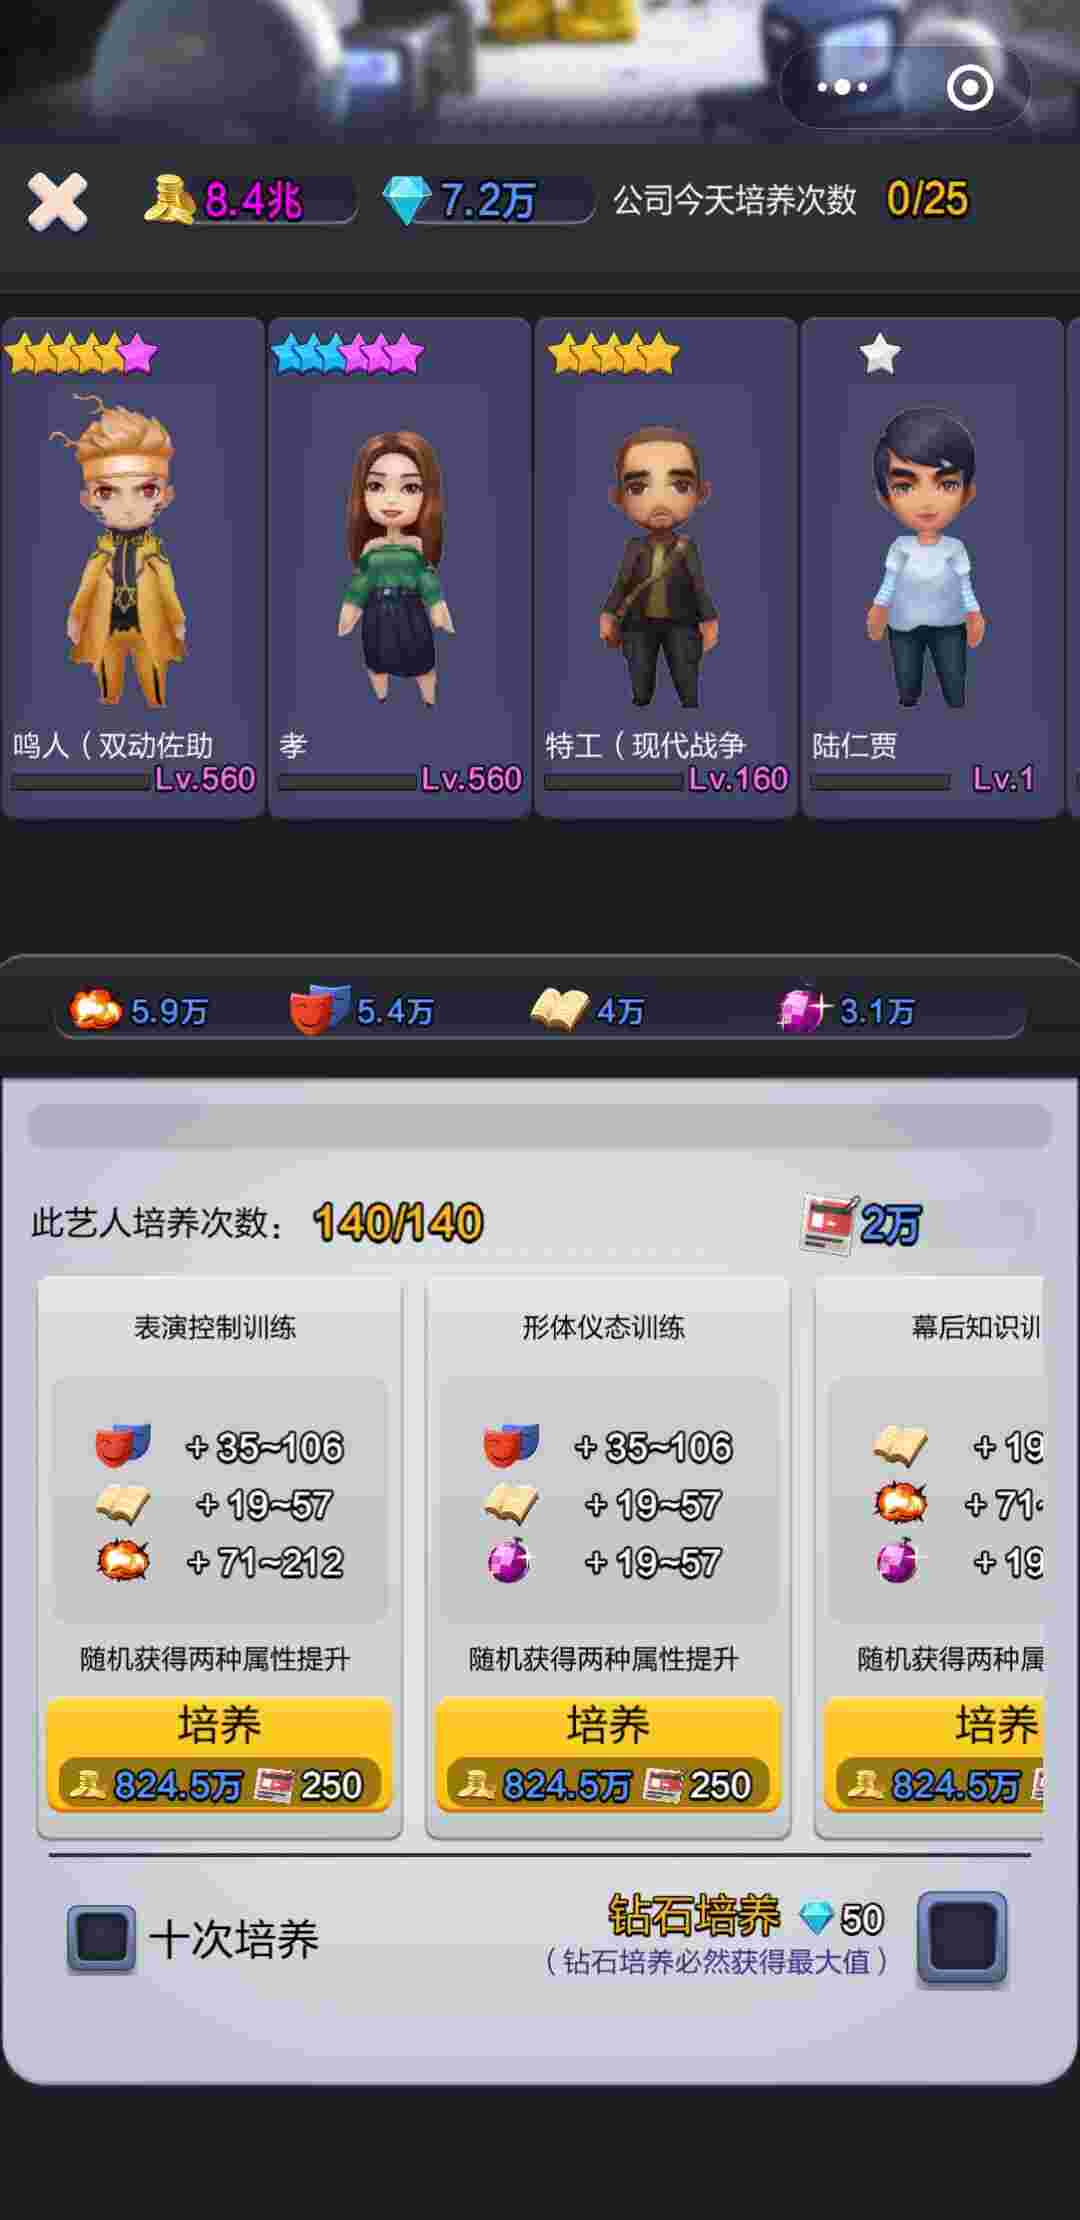 8.4兆 7.2万 公司今天培养次数 0/25
鸣人（双动佐助 孝 特工（现代战争 陆仁贾
Lv.560 Lv.560 Lv.160 Lv.1
5.9万 5.4万 4万 3.1万
此艺人培养次数： 140/140 2万
表演控制训练 形体仪态训练 幕后知识训
+35~106 +35~106 +19
+19~57 +19~57 +71~
+71~212 +19~57 +19
随机获得两种属性提升 随机获得两种属性提升 随机获得两种属
培养 培养 培养
824.5万 250 824.5万 250 824.5万
十次培养 钻石培养 50
（钻石培养必然获得最大值）